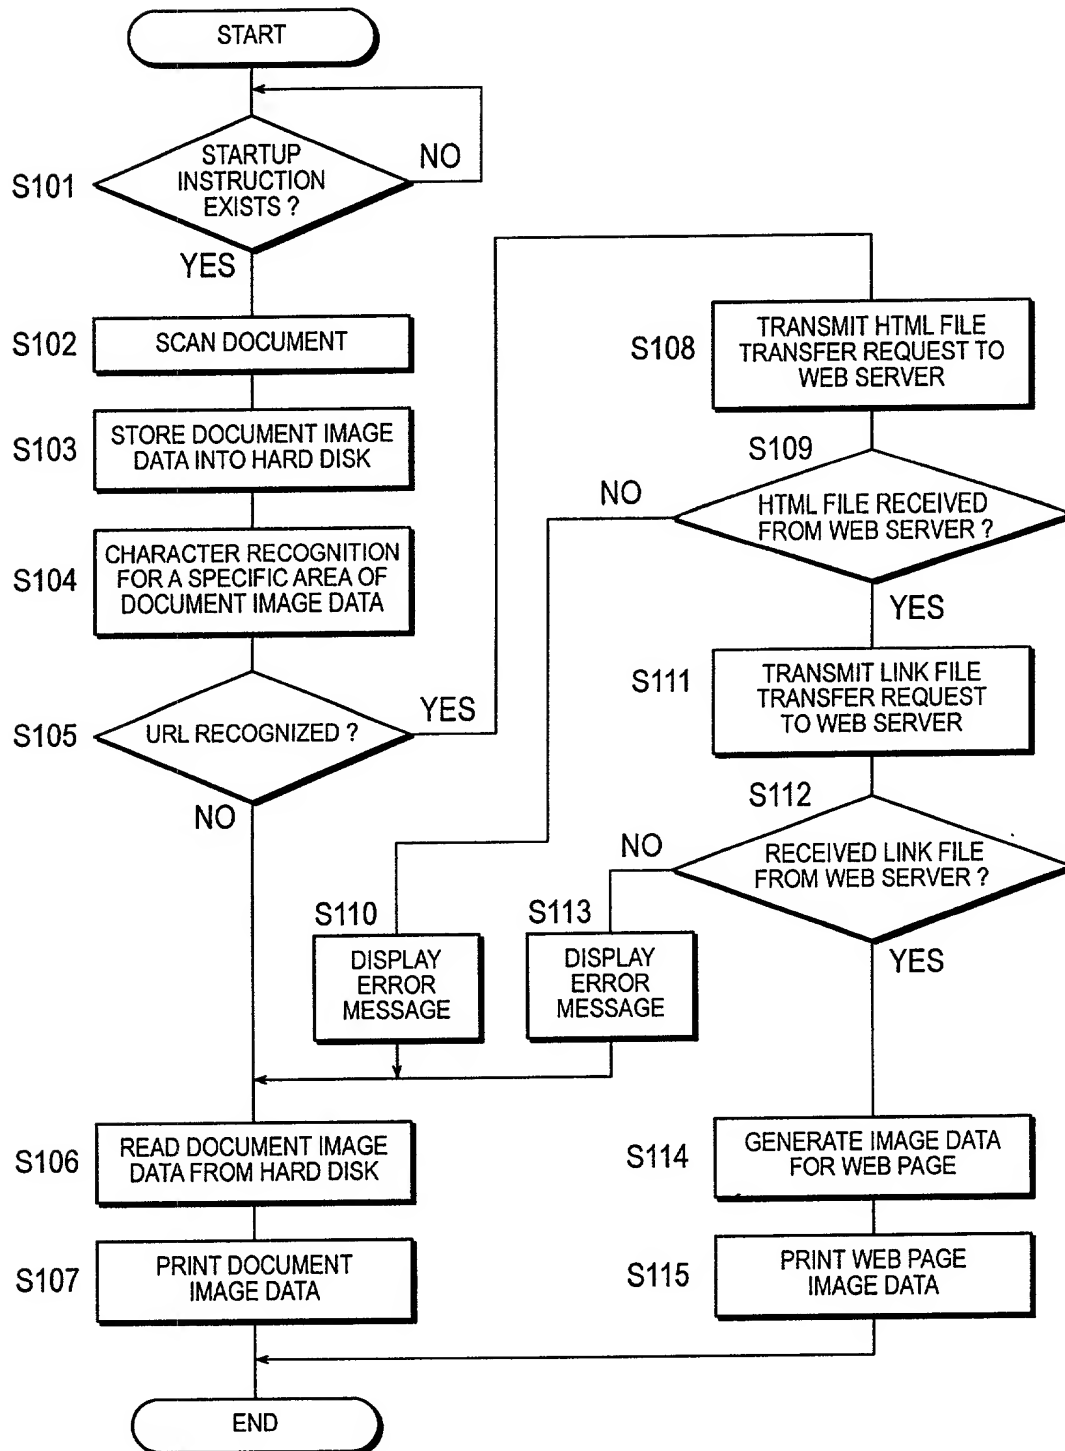 START
S101
STARTUP
INSTRUCTION
EXISTS ?
NO
YES
S102
SCAN DOCUMENT
S103
STORE DOCUMENT IMAGE
DATA INTO HARD DISK
S104
CHARACTER RECOGNITION
FOR A SPECIFIC AREA OF
DOCUMENT IMAGE DATA
S105
URL RECOGNIZED ?
YES
NO
S108
TRANSMIT HTML FILE
TRANSFER REQUEST TO
WEB SERVER
S109
NO
HTML FILE RECEIVED
FROM WEB SERVER ?
YES
S111
TRANSMIT LINK FILE
TRANSFER REQUEST
TO WEB SERVER
S112
NO
RECEIVED LINK FILE
FROM WEB SERVER ?
YES
S110
DISPLAY
ERROR
MESSAGE
S113
DISPLAY
ERROR
MESSAGE
S106
READ DOCUMENT IMAGE
DATA FROM HARD DISK
S107
PRINT DOCUMENT
IMAGE DATA
S114
GENERATE IMAGE DATA
FOR WEB PAGE
S115
PRINT WEB PAGE
IMAGE DATA
END